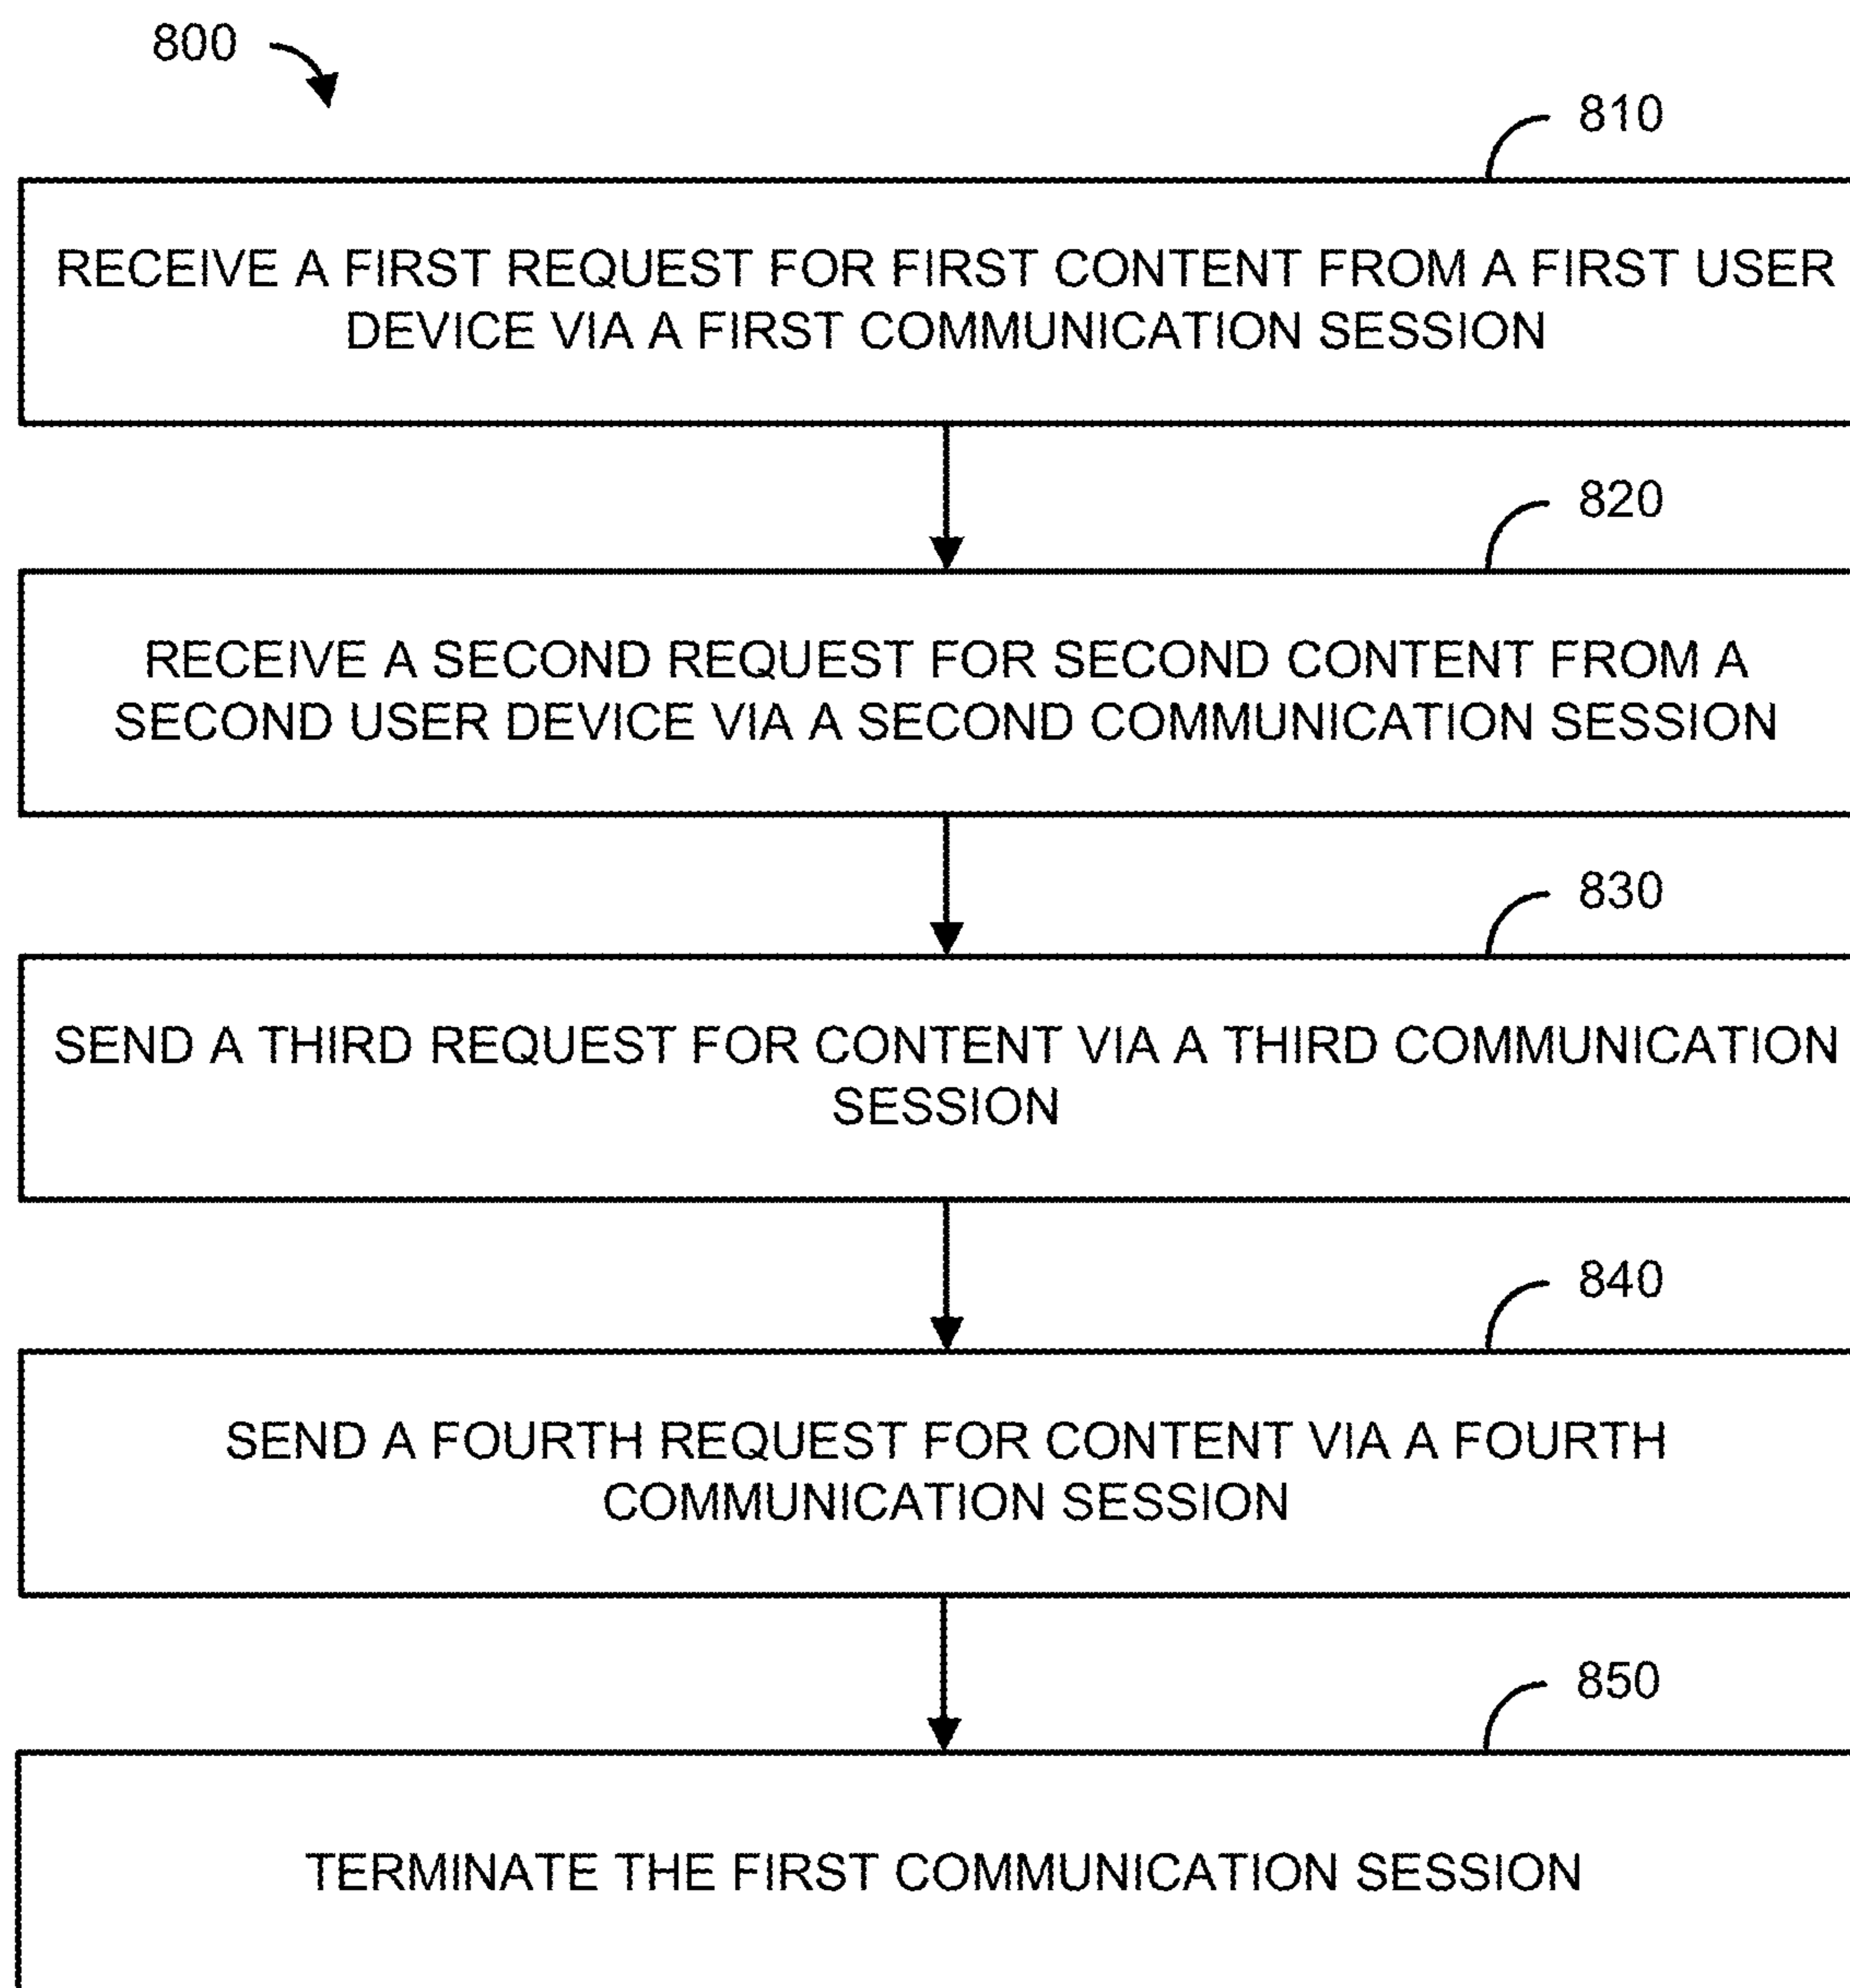 800
810
RECEIVE A FIRST REQUEST FOR FIRST CONTENT FROM A FIRST USER
DEVICE VIA A FIRST COMMUNICATION SESSION
820
RECEIVE A SECOND REQUEST FOR SECOND CONTENT FROM A
SECOND USER DEVICE VIA A SECOND COMMUNICATION SESSION
830
SEND A THIRD REQUEST FOR CONTENT VIA A THIRD COMMUNICATION
SESSION
840
SEND A FOURTH REQUEST FOR CONTENT VIA A FOURTH
COMMUNICATION SESSION
850
TERMINATE THE FIRST COMMUNICATION SESSION